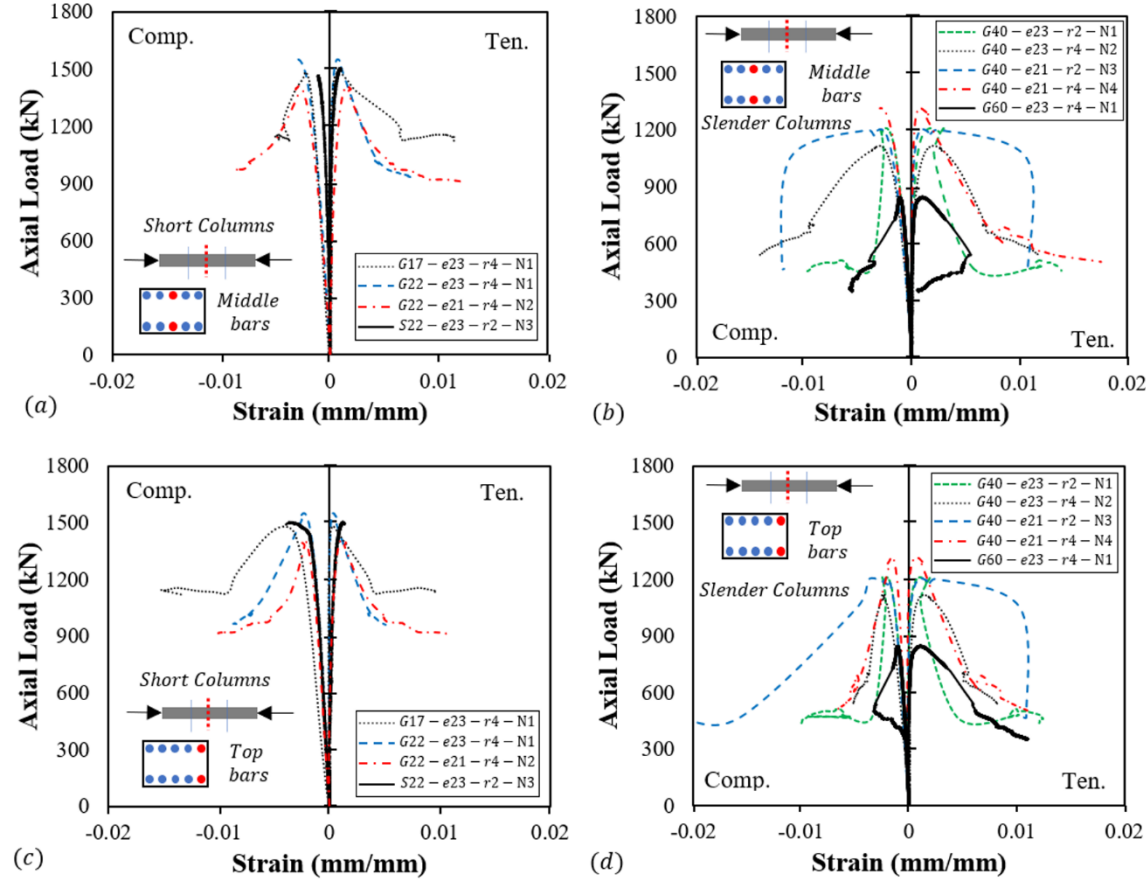 1800
1500
1200
900
600
300
0
Axial Load (kN)
Comp.
Ten.
Short Columns
Middle
bars
G17 − e23 − r4 − N1
G22 − e23 − r4 − N1
G22 − e21 − r4 − N2
S22 − e23 − r2 − N3
-0.02
-0.01
0
0.01
0.02
Strain (mm/mm)
(a)
1800
1500
1200
900
600
300
0
Axial Load (kN)
Middle
bars
Slender Columns
G40 − e23 − r2 − N1
G40 − e23 − r4 − N2
G40 − e21 − r2 − N3
G40 − e21 − r4 − N4
G60 − e23 − r4 − N1
Comp.
Ten.
-0.02
-0.01
0
0.01
0.02
Strain (mm/mm)
(b)
1800
1500
1200
900
600
300
0
Axial Load (kN)
Comp.
Ten.
Short Columns
Top
bars
G17 − e23 − r4 − N1
G22 − e23 − r4 − N1
G22 − e21 − r4 − N2
S22 − e23 − r2 − N3
-0.02
-0.01
0
0.01
0.02
Strain (mm/mm)
(c)
1800
1500
1200
900
600
300
0
Axial Load (kN)
Top
bars
Slender Columns
G40 − e23 − r2 − N1
G40 − e23 − r4 − N2
G40 − e21 − r2 − N3
G40 − e21 − r4 − N4
G60 − e23 − r4 − N1
Comp.
Ten.
-0.02
-0.01
0
0.01
0.02
Strain (mm/mm)
(d)